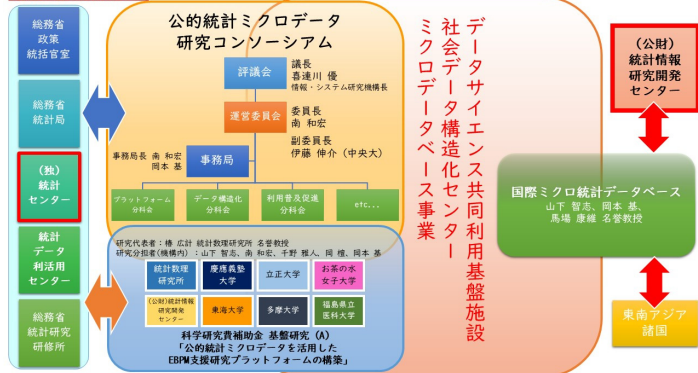 総務省
政策
統括官室
総務省
統計局
(独)
統計
センター
統計
データ
利活用
センター
総務省
統計研究
研修所
公的統計ミクロデータ
研究コンソーシアム
評議会
議長
喜連川 優
情報・システム研究機構長
運営委員会
委員長
南 和宏
副委員長
伊藤 伸介(中央大)
事務局長 南 和宏
岡本 基
事務局
プラットフォーム
分科会
データ構造化
分科会
利用普及促進
分科会
etc...
研究代表者:椿 広計 統計数理研究所 名誉教授
研究分担者(機構内):山下 智志、南 和宏、千野 雅人、岡 檀、岡本 基
統計数理
研究所
慶應義塾
大学
立正大学
お茶の水
女子大学
(公財)統計情報
研究開発
センター
東海大学
多摩大学
福島県立
医科大学
科学研究費補助金 基盤研究(A)
「公的統計ミクロデータを活用した
EBPM支援研究プラットフォームの構築」
データサイエンス共同利用基盤施設
社会データ構造化センター
ミクロデータベース事業
(公財)
統計情報
研究開発
センター
国際ミクロ統計データベース
山下 智志、岡本 基、
馬場 康維 名誉教授
東南アジア
諸国